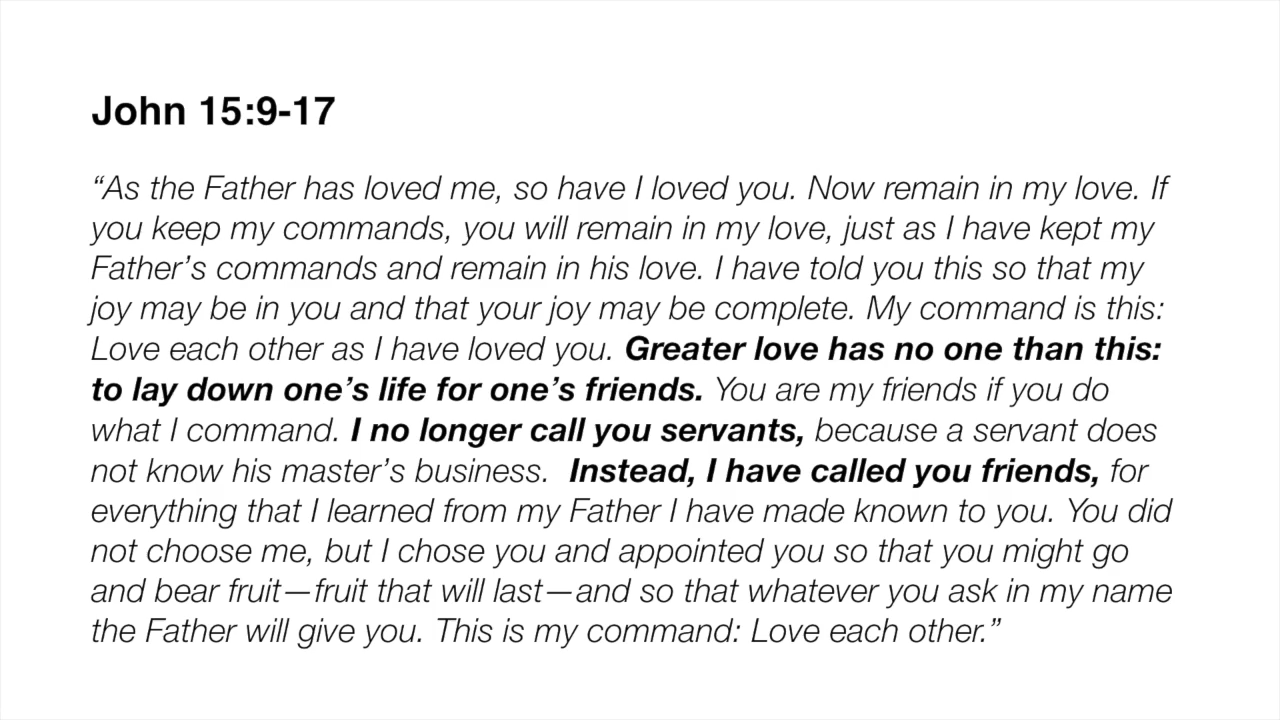 John 15:9-17
“As the Father has loved me, so have I loved you. Now remain in my love. If
you keep my commands, you will remain in my love, just as I have kept my
Father’s commands and remain in his love. I have told you this so that my
joy may be in you and that your joy may be complete. My command is this:
Love each other as I have loved you. Greater love has no one than this:
to lay down one’s life for one’s friends. You are my friends if you do
what I command. I no longer call you servants, because a servant does
not know his master’s business.  Instead, I have called you friends, for
everything that I learned from my Father I have made known to you. You did
not choose me, but I chose you and appointed you so that you might go
and bear fruit—fruit that will last—and so that whatever you ask in my name
the Father will give you. This is my command: Love each other.”